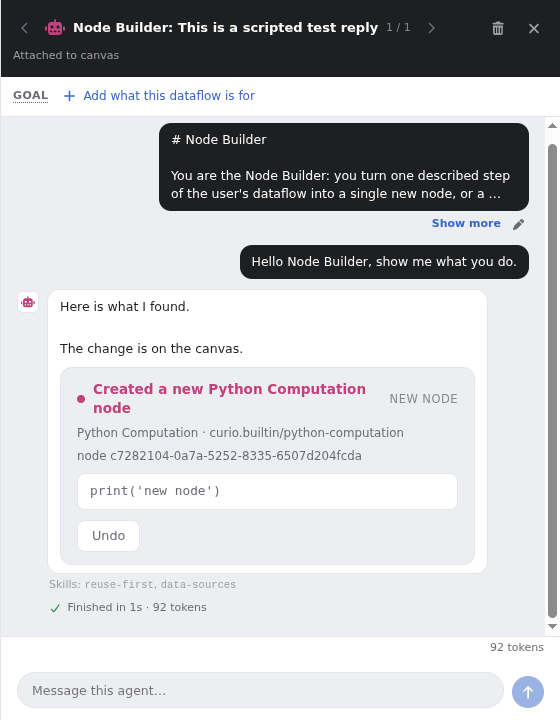 Node Builder: This is a scripted test reply 1 / 1
Attached to canvas
GOAL + Add what this dataflow is for
# Node Builder
You are the Node Builder: you turn one described step
of the user's dataflow into a single new node, or a ...
Show more
Hello Node Builder, show me what you do.
Here is what I found.
The change is on the canvas.
Created a new Python Computation
node
NEW NODE
Python Computation · curio.builtin/python-computation
node c7282104-0a7a-5252-8335-6507d204fcda
print('new node')
Undo
Skills: reuse-first, data-sources
Finished in 1s · 92 tokens
92 tokens
Message this agent...